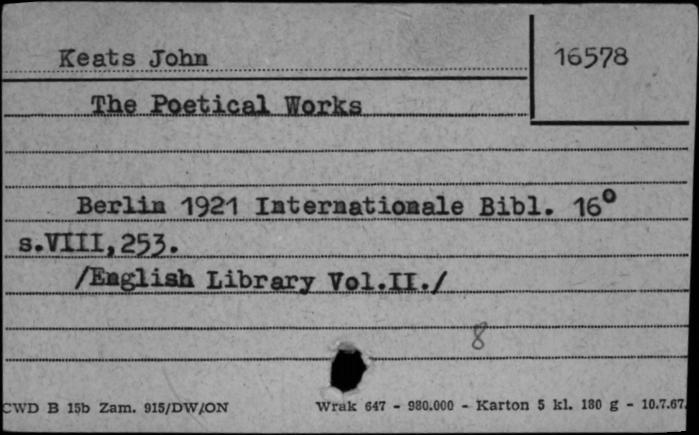 Keats John
16578
The Poetical Works
Berlin 1921 Internationale Bibl. 16°
s.VIII,253.
/English Library Vol.II./
8
CWD B 15b Zam. 915/DW/ON
Wrak 647 - 980.000 - Karton 5 kl. 180 g - 10.7.67.